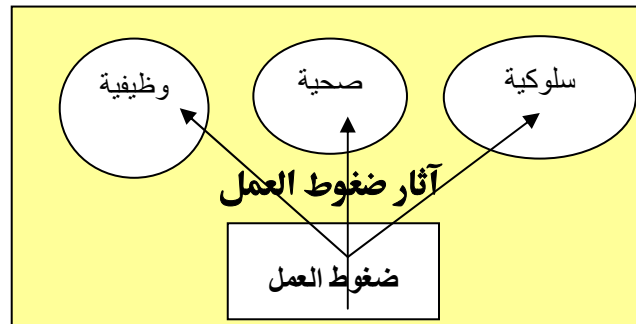 سلوكية
صحية
وظيفية
آثار ضغوط العمل
ضغوط العمل